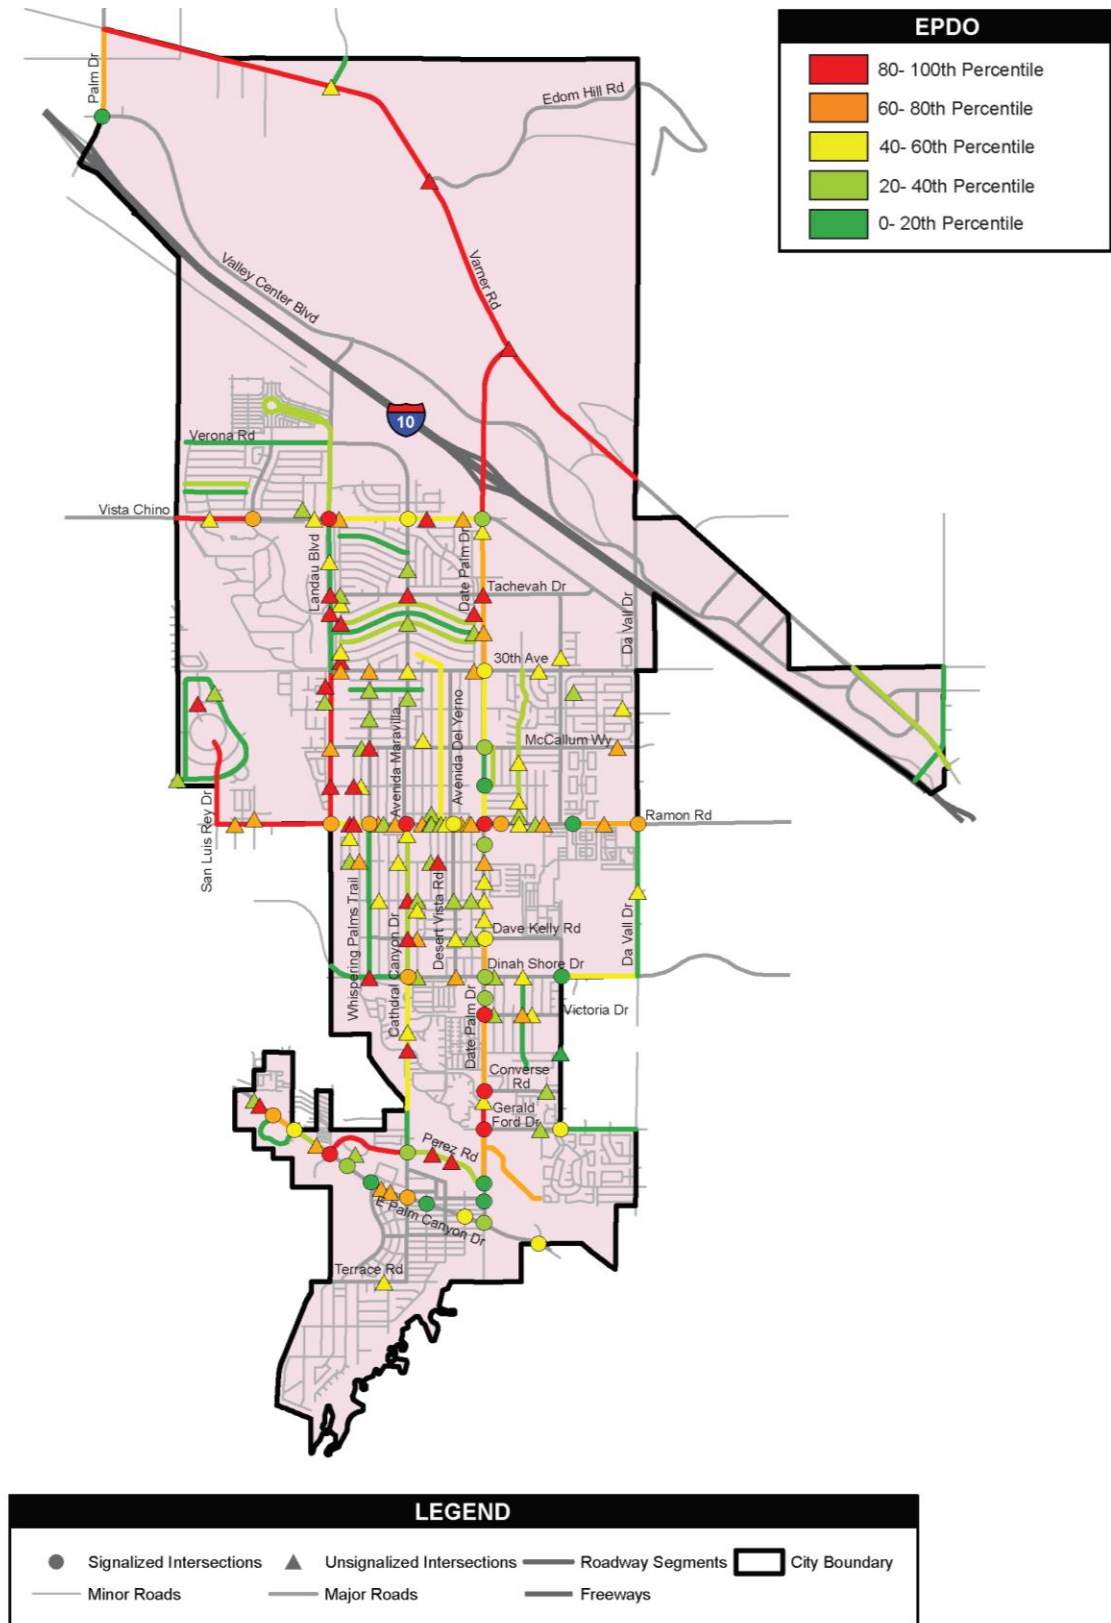 EPDO
80- 100th Percentile
60- 80th Percentile
40- 60th Percentile
20- 40th Percentile
0- 20th Percentile
Palm Dr
Edom Hill Rd
Varner Rd
Valley Center Blvd
10
Verona Rd
Vista Chino
Landau Blvd
Date Palm Dr
Tachevah Dr
Da Vall Dr
30th Ave
Avenida Maravilla
Avenida Del Yerno
McCallum Wy
Ramon Rd
San Luis Rey Dr
Whispering Palms Trail
Cathdral Canyon Dr
Desert Vista Rd
Dave Kelly Rd
Da Vall Dr
Dinah Shore Dr
Date Palm Dr
Victoria Dr
Converse
Rd
Gerald
Ford Dr
Perez Rd
E Palm Canyon Dr
Terrace Rd
LEGEND
Signalized Intersections
Unsignalized Intersections
Roadway Segments
City Boundary
Minor Roads
Major Roads
Freeways